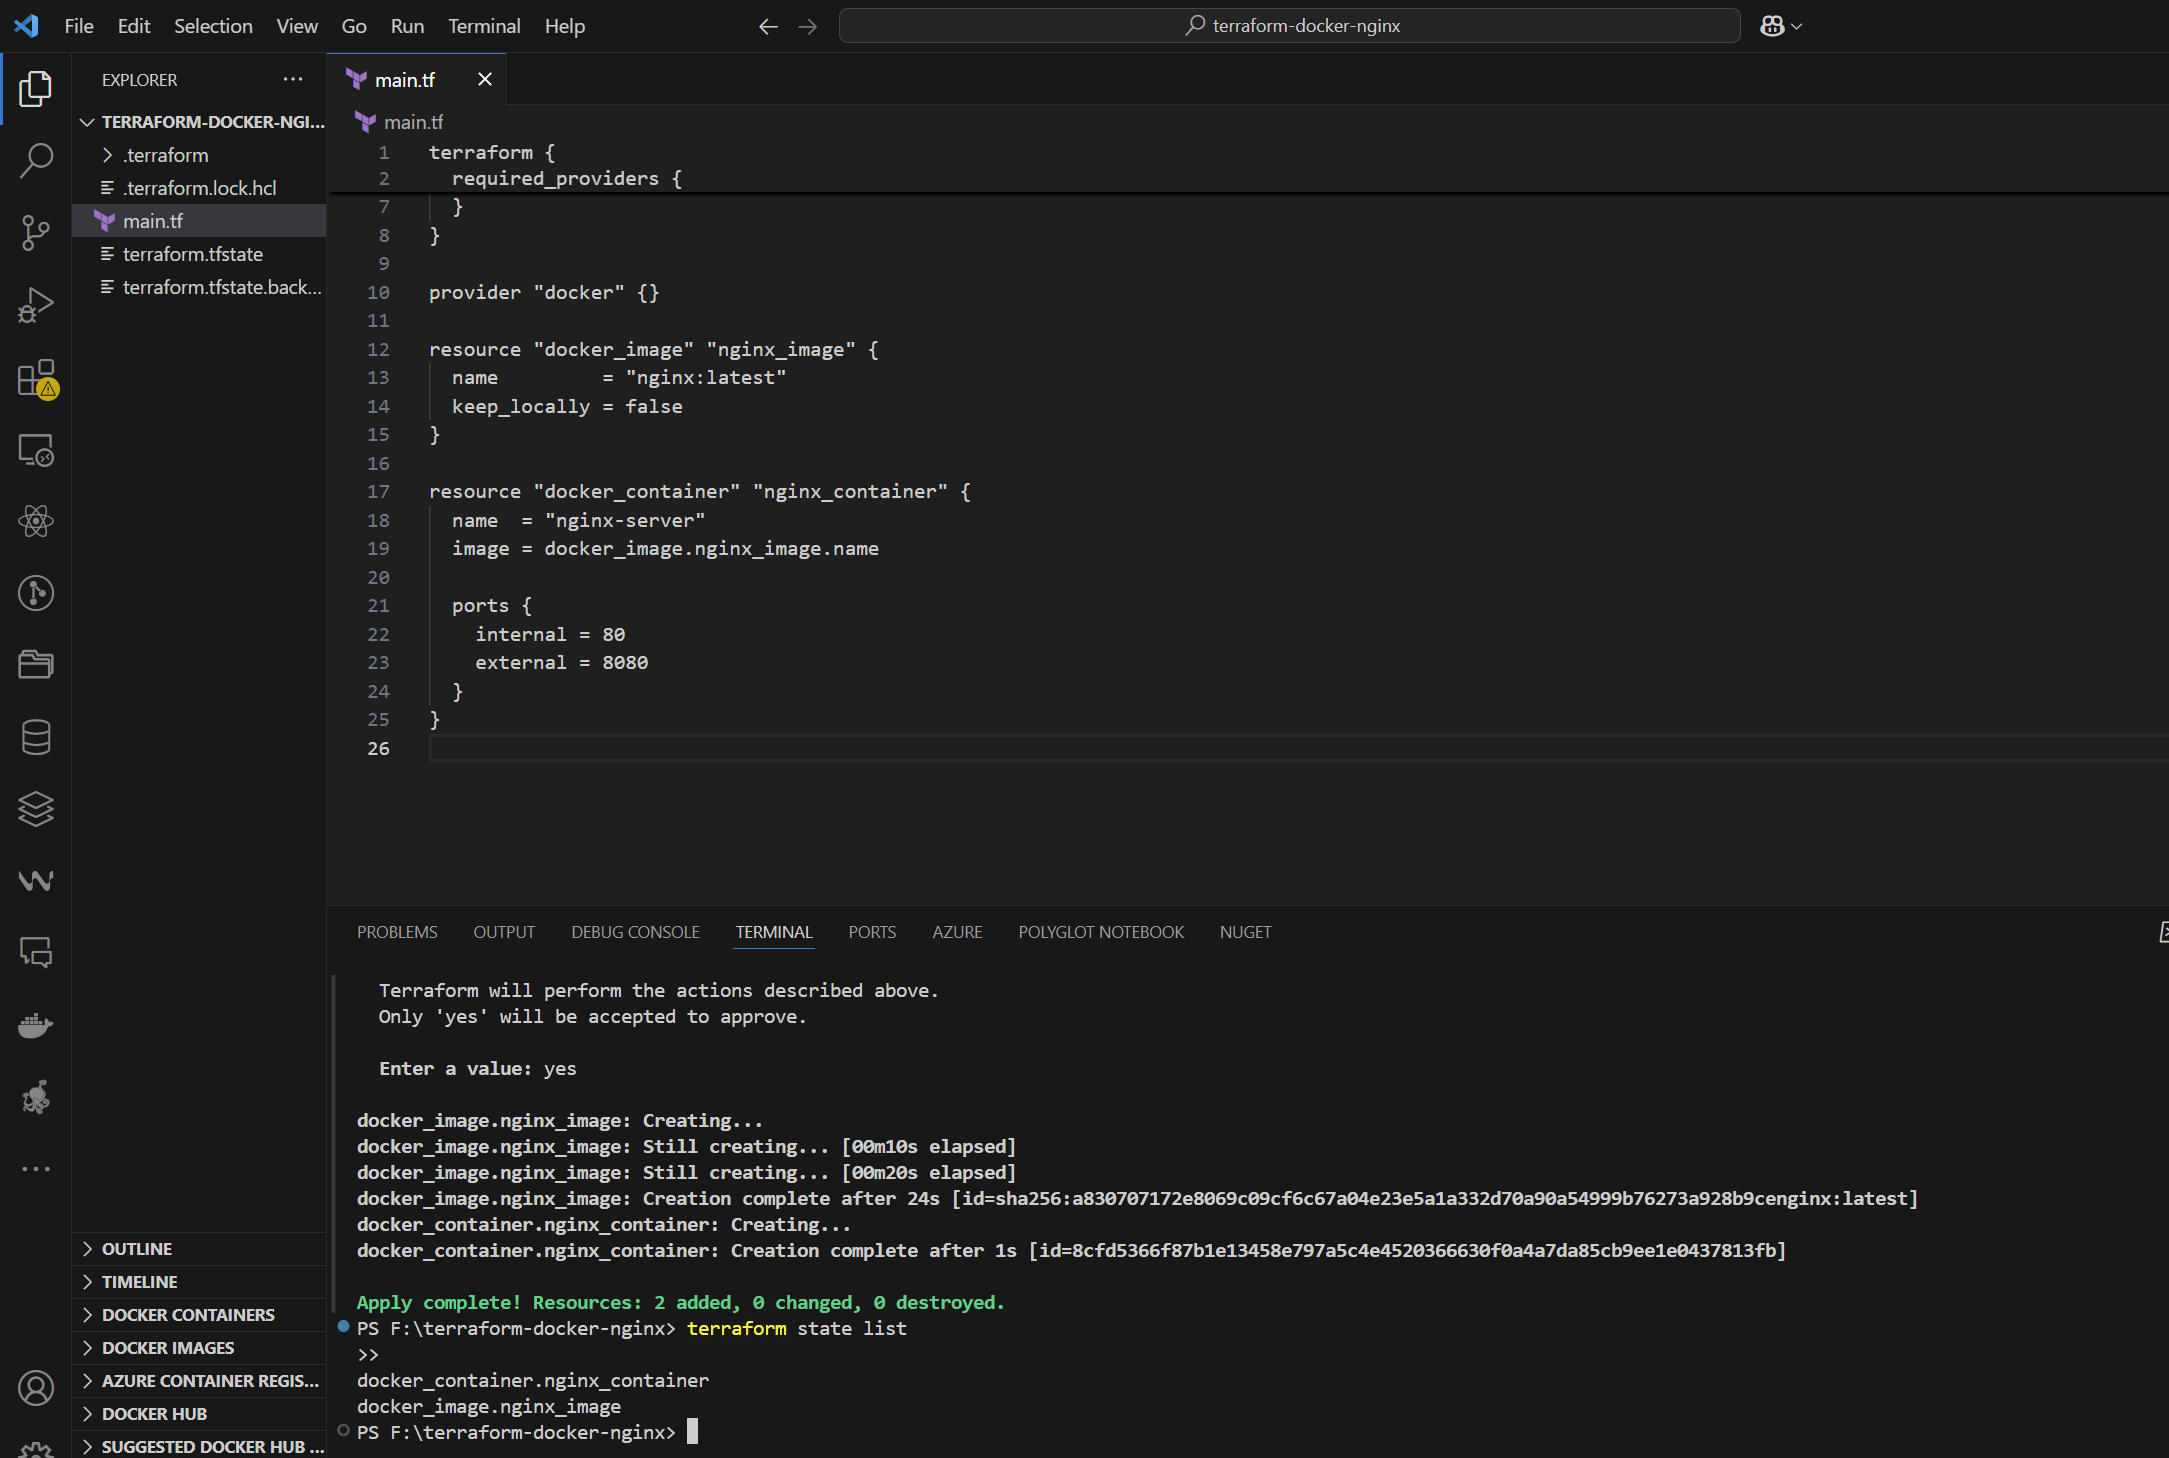 File Edit Selection View Go Run Terminal Help
terraform-docker-nginx
EXPLORER
TERRAFORM-DOCKER-NGI...
.terraform
.terraform.lock.hcl
main.tf
terraform.tfstate
terraform.tfstate.back...
OUTLINE
TIMELINE
DOCKER CONTAINERS
DOCKER IMAGES
AZURE CONTAINER REGIS...
DOCKER HUB
SUGGESTED DOCKER HUB ...
main.tf
main.tf
1 terraform {
2   required_providers {
7   }
8 }
9
10 provider "docker" {}
11
12 resource "docker_image" "nginx_image" {
13   name         = "nginx:latest"
14   keep_locally = false
15 }
16
17 resource "docker_container" "nginx_container" {
18   name  = "nginx-server"
19   image = docker_image.nginx_image.name
20
21   ports {
22     internal = 80
23     external = 8080
24   }
25 }
26
PROBLEMS OUTPUT DEBUG CONSOLE TERMINAL PORTS AZURE POLYGLOT NOTEBOOK NUGET
Terraform will perform the actions described above.
Only 'yes' will be accepted to approve.
Enter a value: yes
docker_image.nginx_image: Creating...
docker_image.nginx_image: Still creating... [00m10s elapsed]
docker_image.nginx_image: Still creating... [00m20s elapsed]
docker_image.nginx_image: Creation complete after 24s [id=sha256:a830707172e8069c09cf6c67a04e23e5a1a332d70a90a54999b76273a928b9cenginx:latest]
docker_container.nginx_container: Creating...
docker_container.nginx_container: Creation complete after 1s [id=8cfd5366f87b1e13458e797a5c4e4520366630f0a4a7da85cb9ee1e0437813fb]
Apply complete! Resources: 2 added, 0 changed, 0 destroyed.
PS F:\terraform-docker-nginx> terraform state list
>>
docker_container.nginx_container
docker_image.nginx_image
PS F:\terraform-docker-nginx>